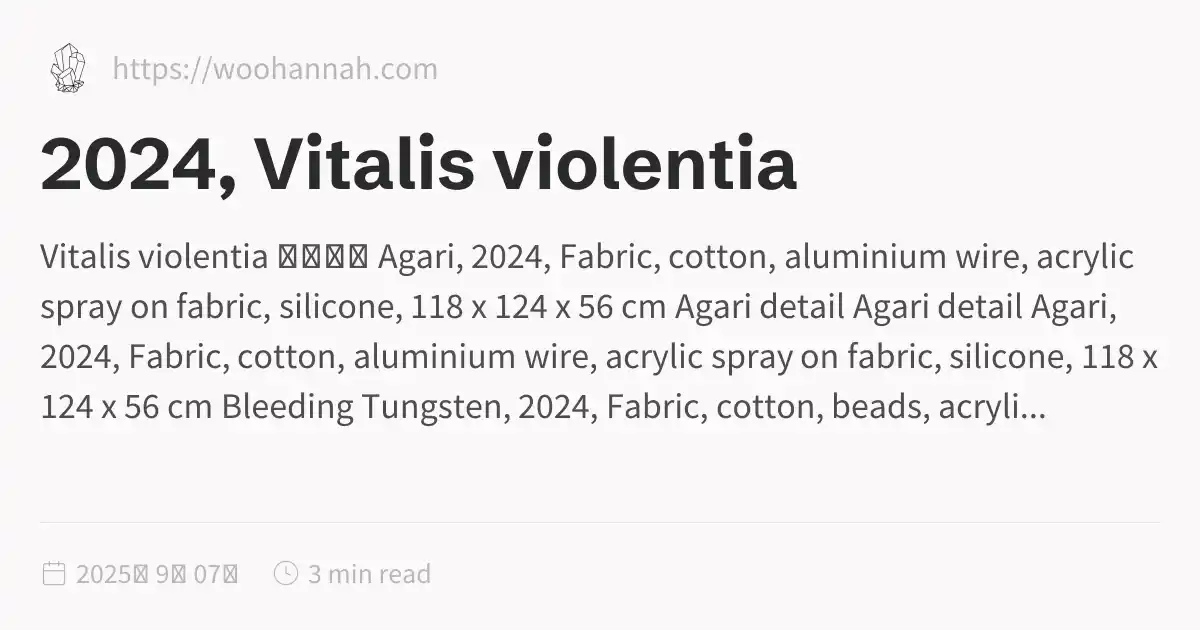 https://woohannah.com
2024, Vitalis violentia
Vitalis violentia Agari, 2024, Fabric, cotton, aluminium wire, acrylic
spray on fabric, silicone, 118 x 124 x 56 cm Agari detail Agari detail Agari,
2024, Fabric, cotton, aluminium wire, acrylic spray on fabric, silicone, 118 x
124 x 56 cm Bleeding Tungsten, 2024, Fabric, cotton, beads, acryli...
2025 9 07
3 min read